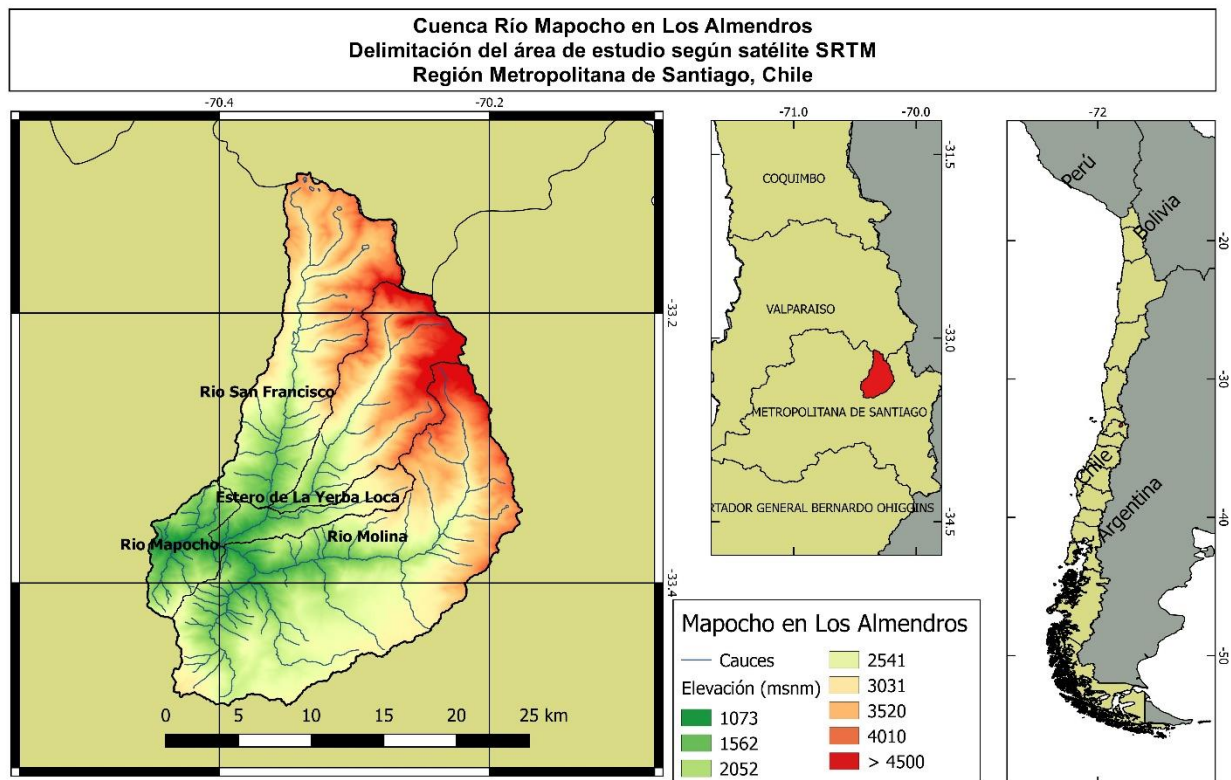 Cuenca Río Mapocho en Los Almendros
Delimitación del área de estudio según satélite SRTM
Región Metropolitana de Santiago, Chile
-70.4
-70.2
-33.2
-33.4
Rio San Francisco
Estero de La Yerba Loca
Rio Mapocho
Rio Molina
0 5 10 15 20 25 km
-71.0
-70.0
-31.5
-33.0
-34.5
COQUIMBO
VALPARAISO
METROPOLITANA DE SANTIAGO
RTADOR GENERAL BERNARDO OHIGGINS
Mapocho en Los Almendros
Cauces
Elevación (msnm)
1073
1562
2052
2541
3031
3520
4010
> 4500
-72
-20
-30
-40
-50
Perú
Bolivia
Chile
Argentina